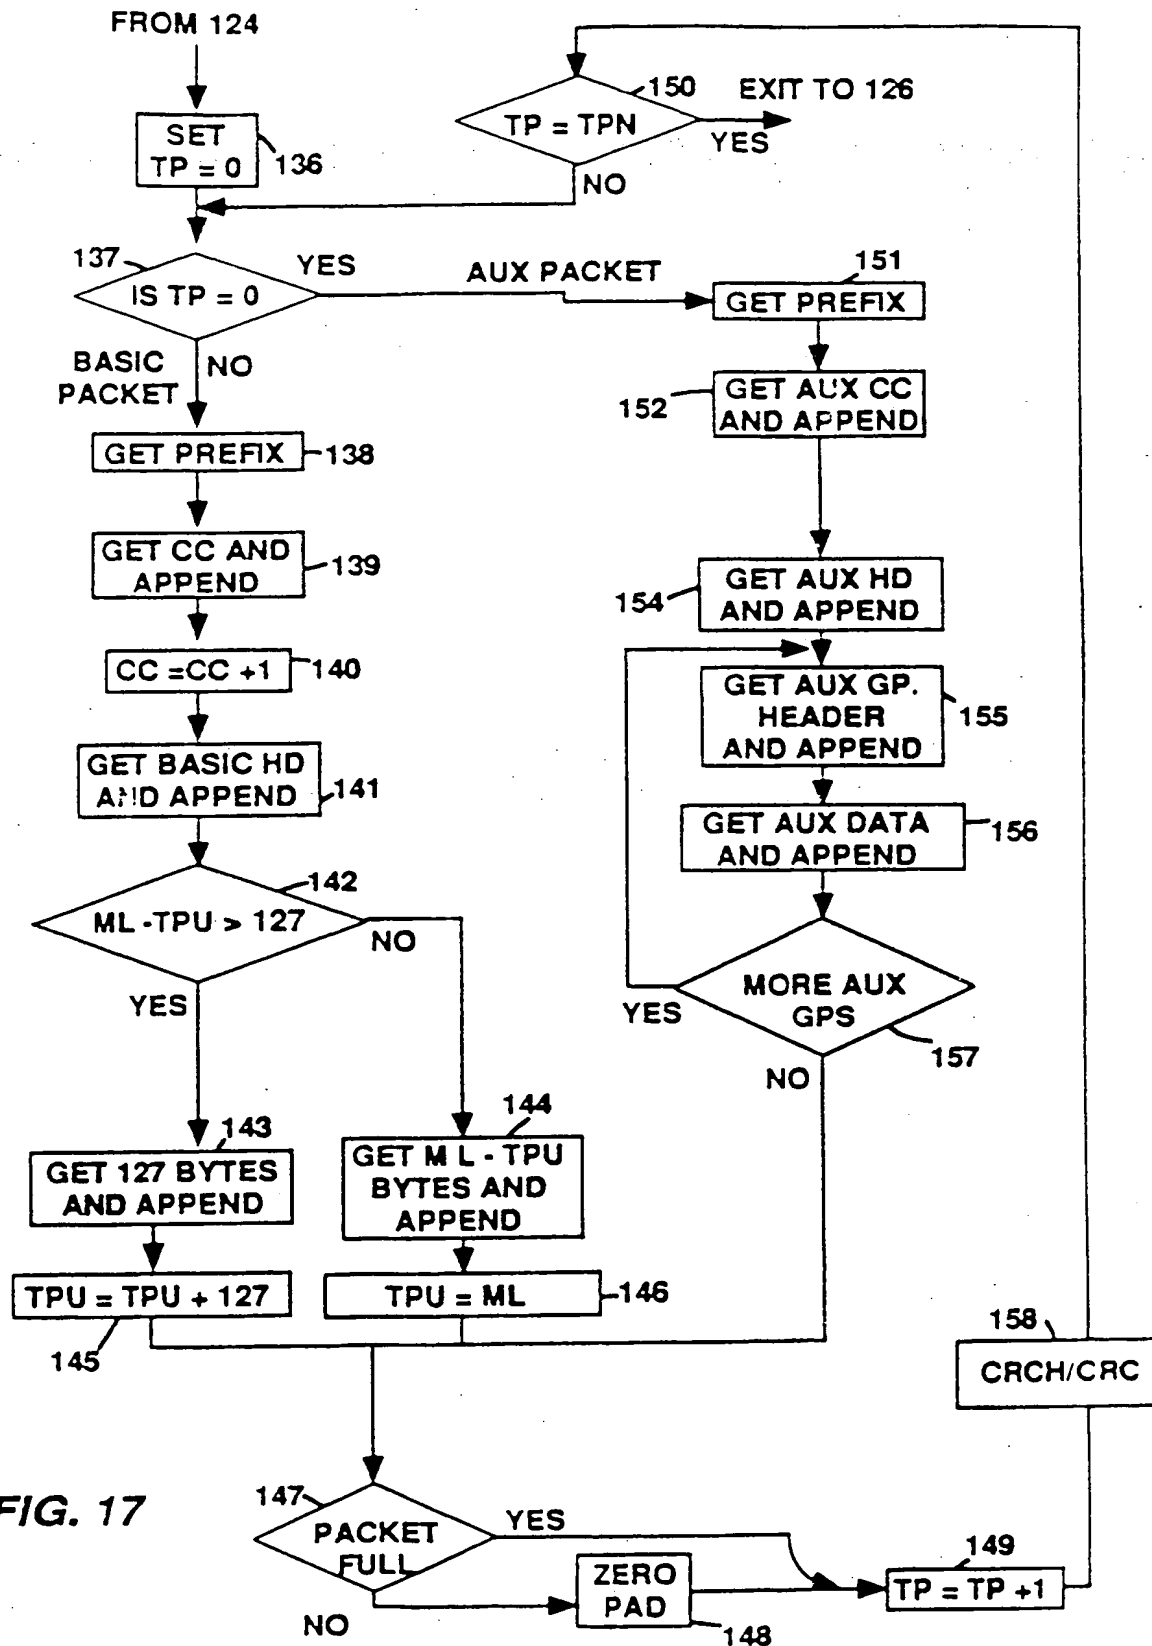 FROM 124
SET
TP = 0
136
TP = TPN
150
EXIT TO 126
YES
NO
137
IS TP = 0
YES
AUX PACKET
151
GET PREFIX
BASIC
PACKET
NO
152
GET AUX CC
AND APPEND
GET PREFIX
138
GET CC AND
APPEND
139
154
GET AUX HD
AND APPEND
CC =CC +1
140
GET AUX GP.
HEADER
AND APPEND
155
GET BASIC HD
AND APPEND
141
GET AUX DATA
AND APPEND
156
142
ML -TPU > 127
NO
YES
MORE AUX
GPS
YES
157
NO
143
GET 127 BYTES
AND APPEND
144
GET ML - TPU
BYTES AND
APPEND
TPU = TPU + 127
145
TPU = ML
146
158
CRCH/CRC
FIG. 17
147
PACKET
FULL
YES
NO
ZERO
PAD
148
149
TP = TP +1